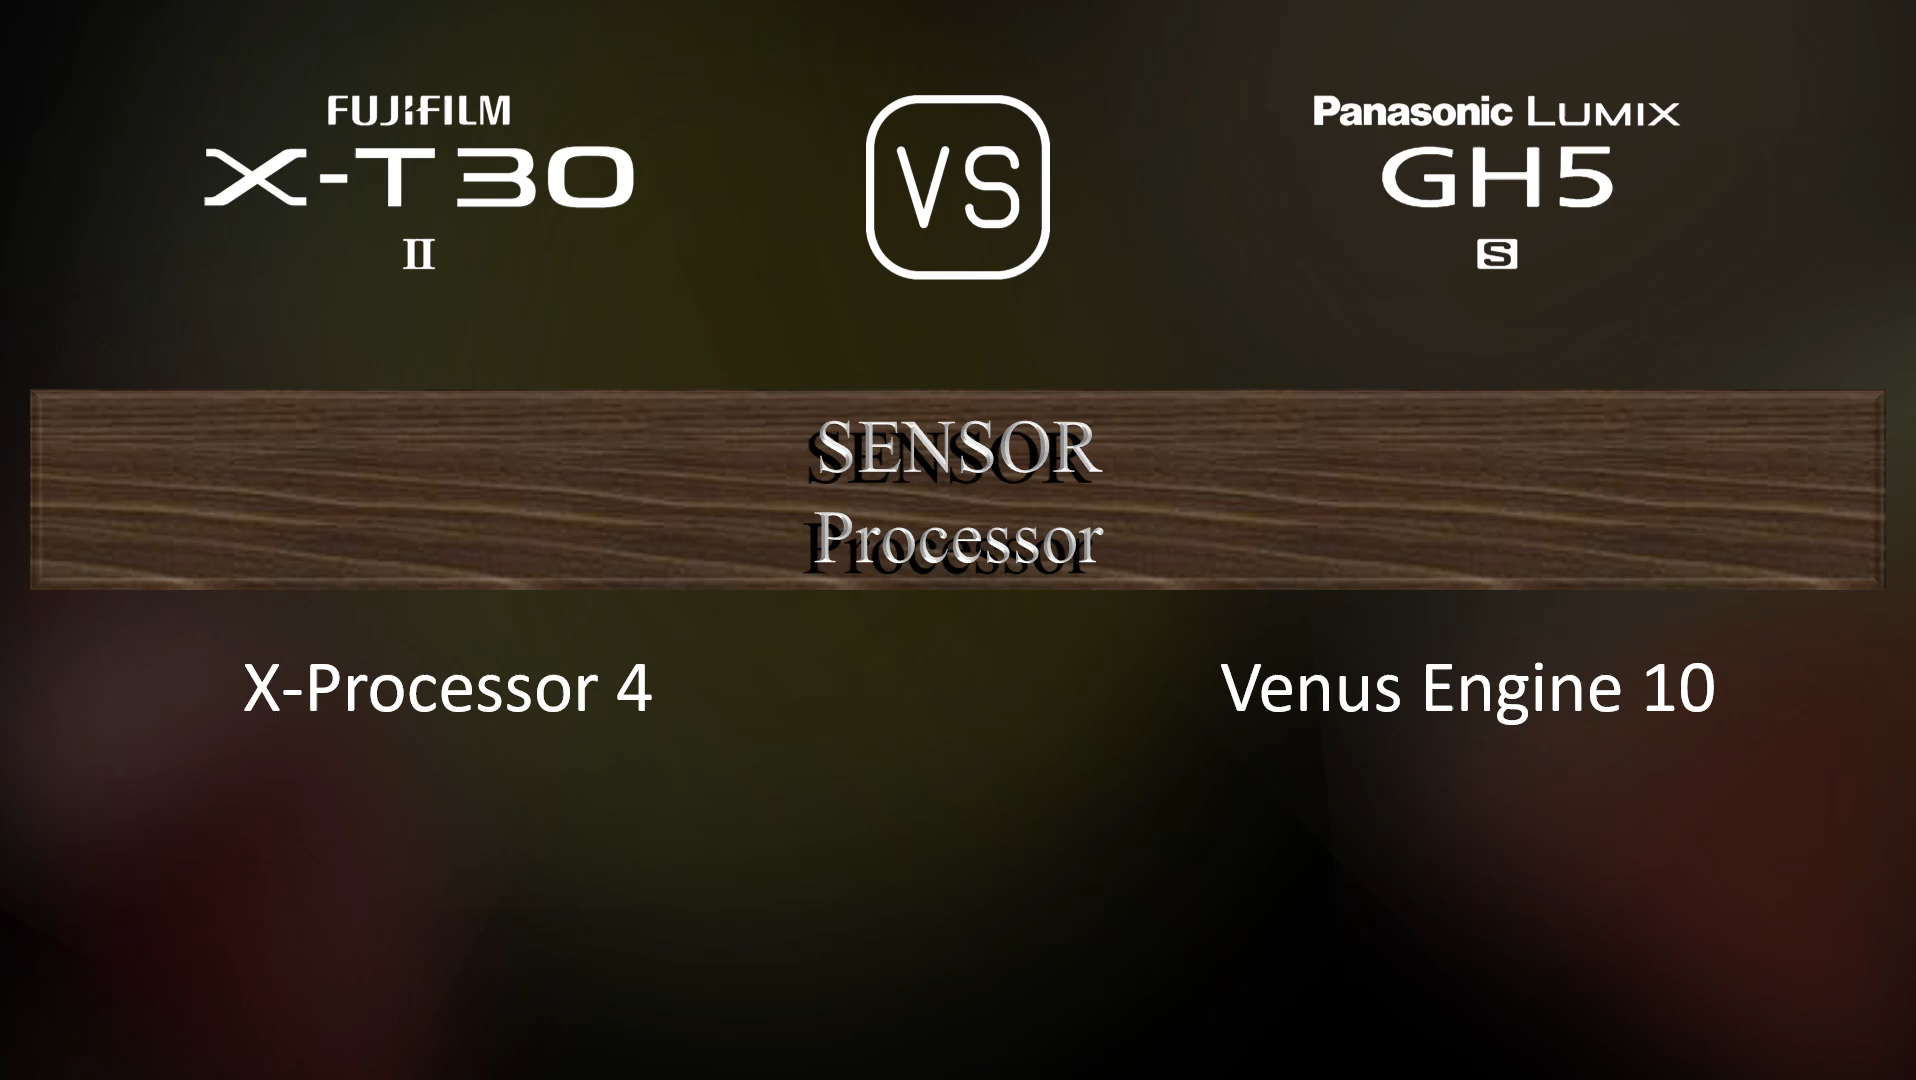 FUJIFILM
X-T30
II
VS
Panasonic LUMIX
GH5
S
SENSOR
Processor
X-Processor 4
Venus Engine 10